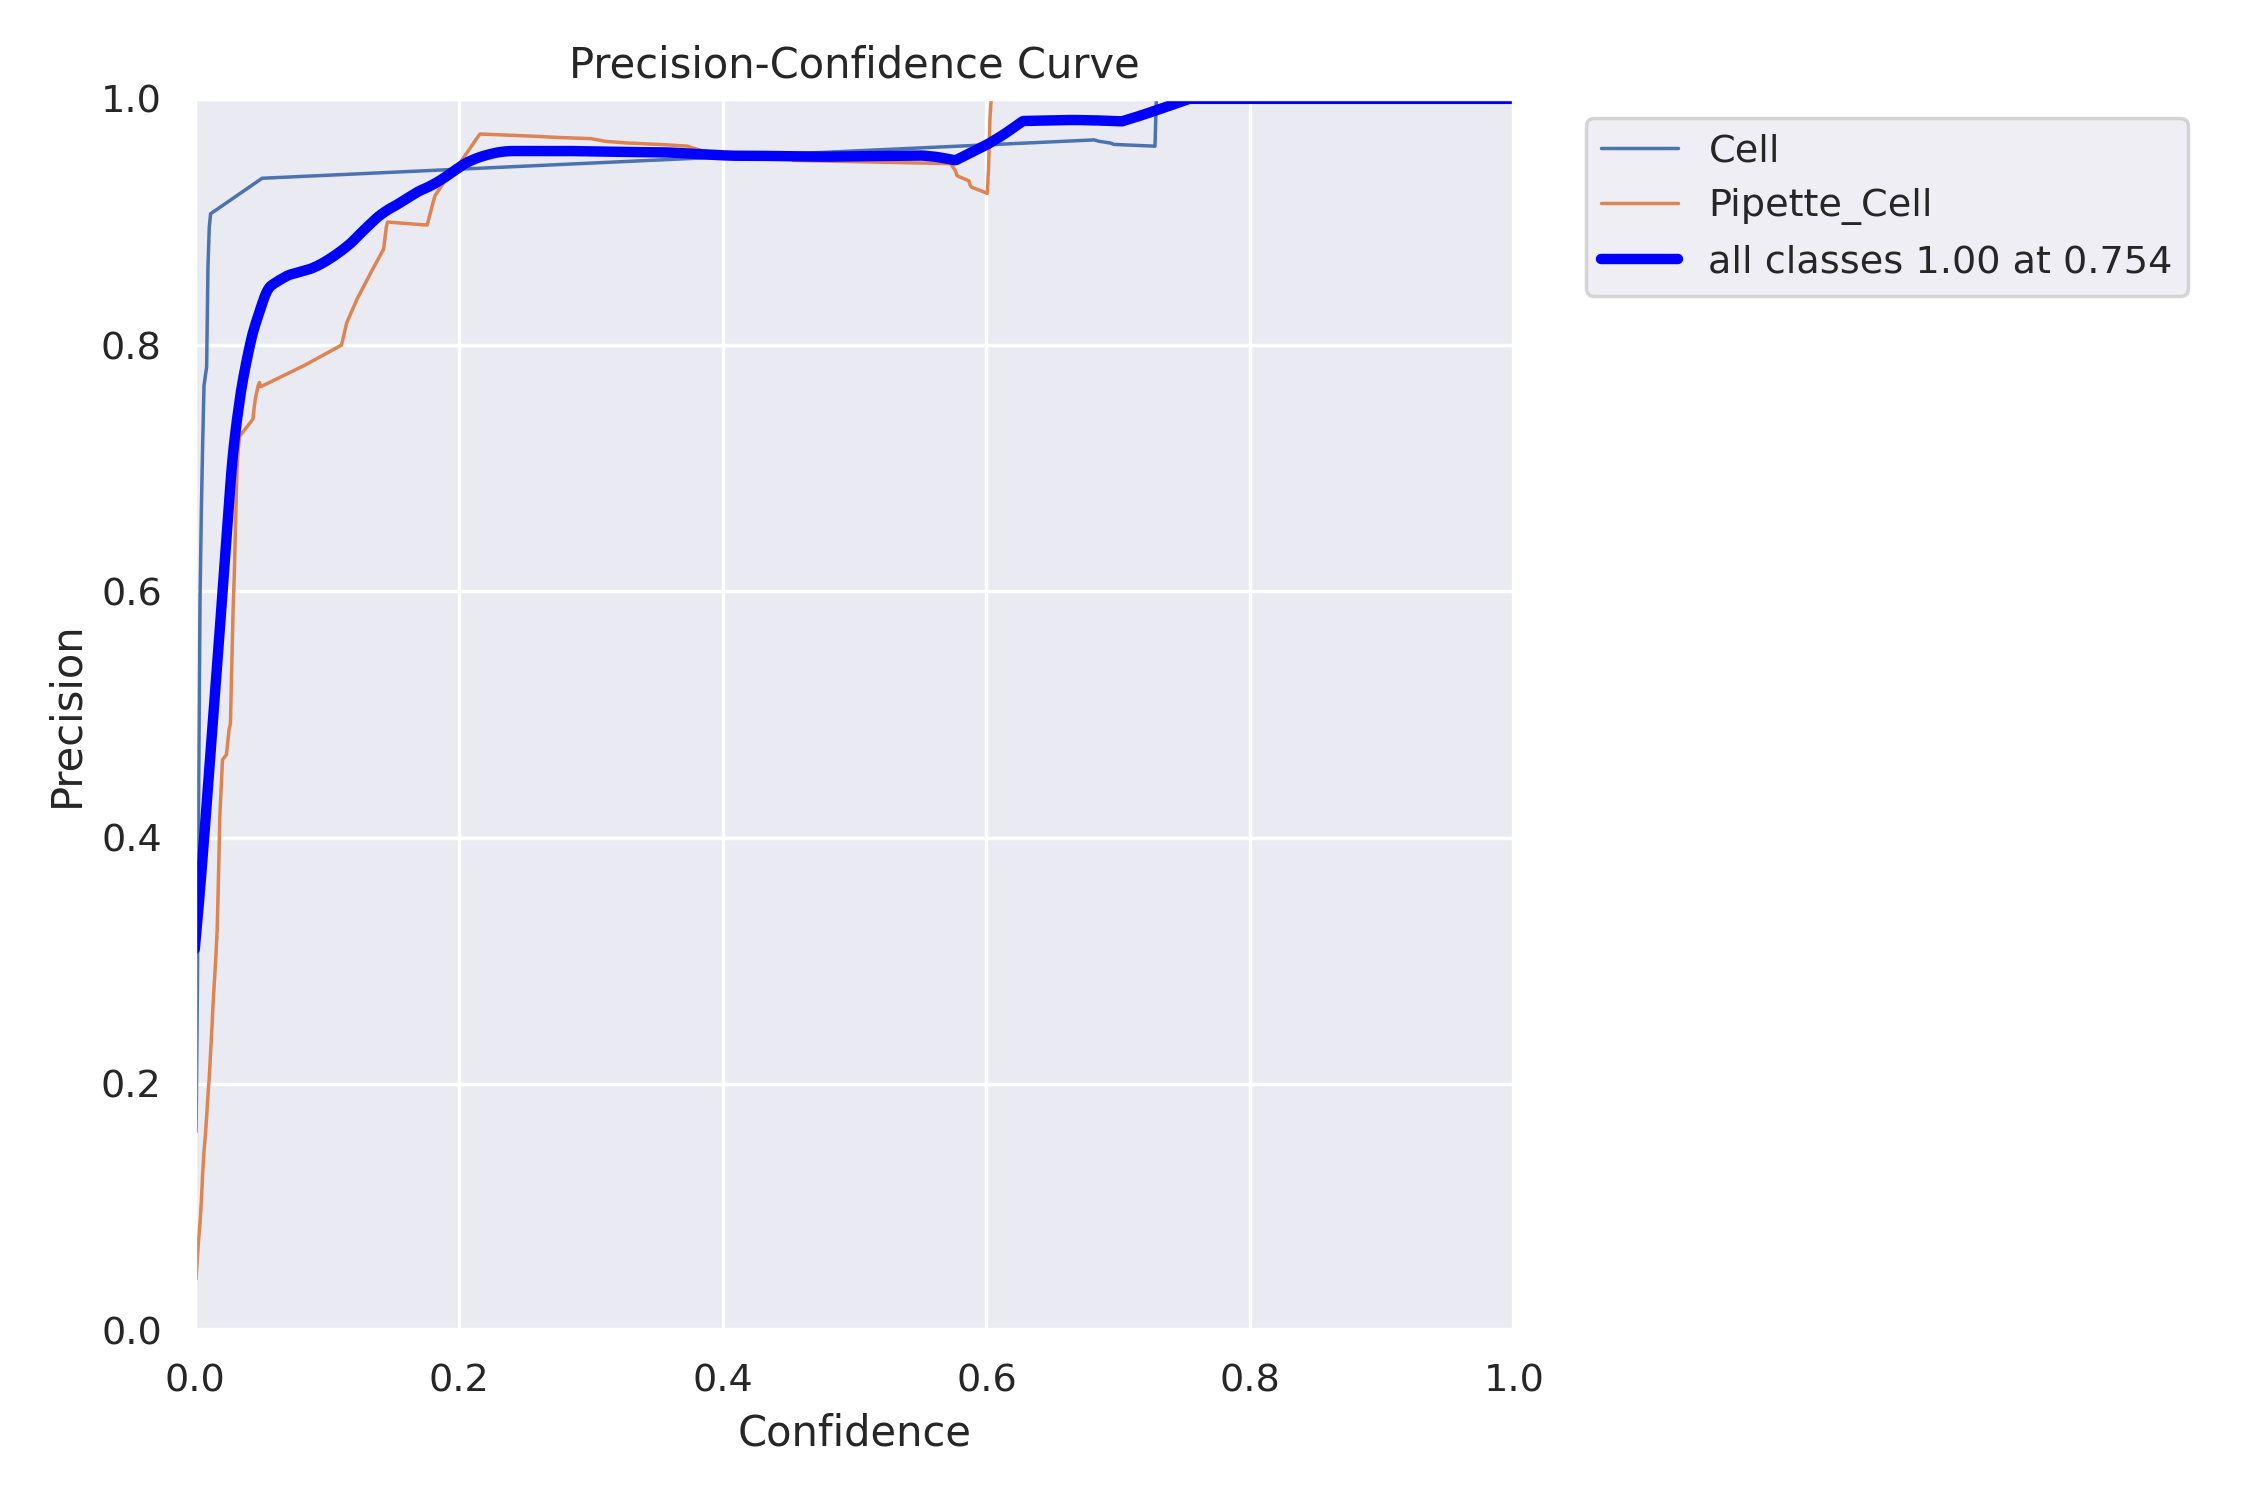 Precision-Confidence Curve
1.0
0.8
0.6
0.4
0.2
0.0
Precision
0.0 0.2 0.4 0.6 0.8 1.0
Confidence
Cell
Pipette_Cell
all classes 1.00 at 0.754